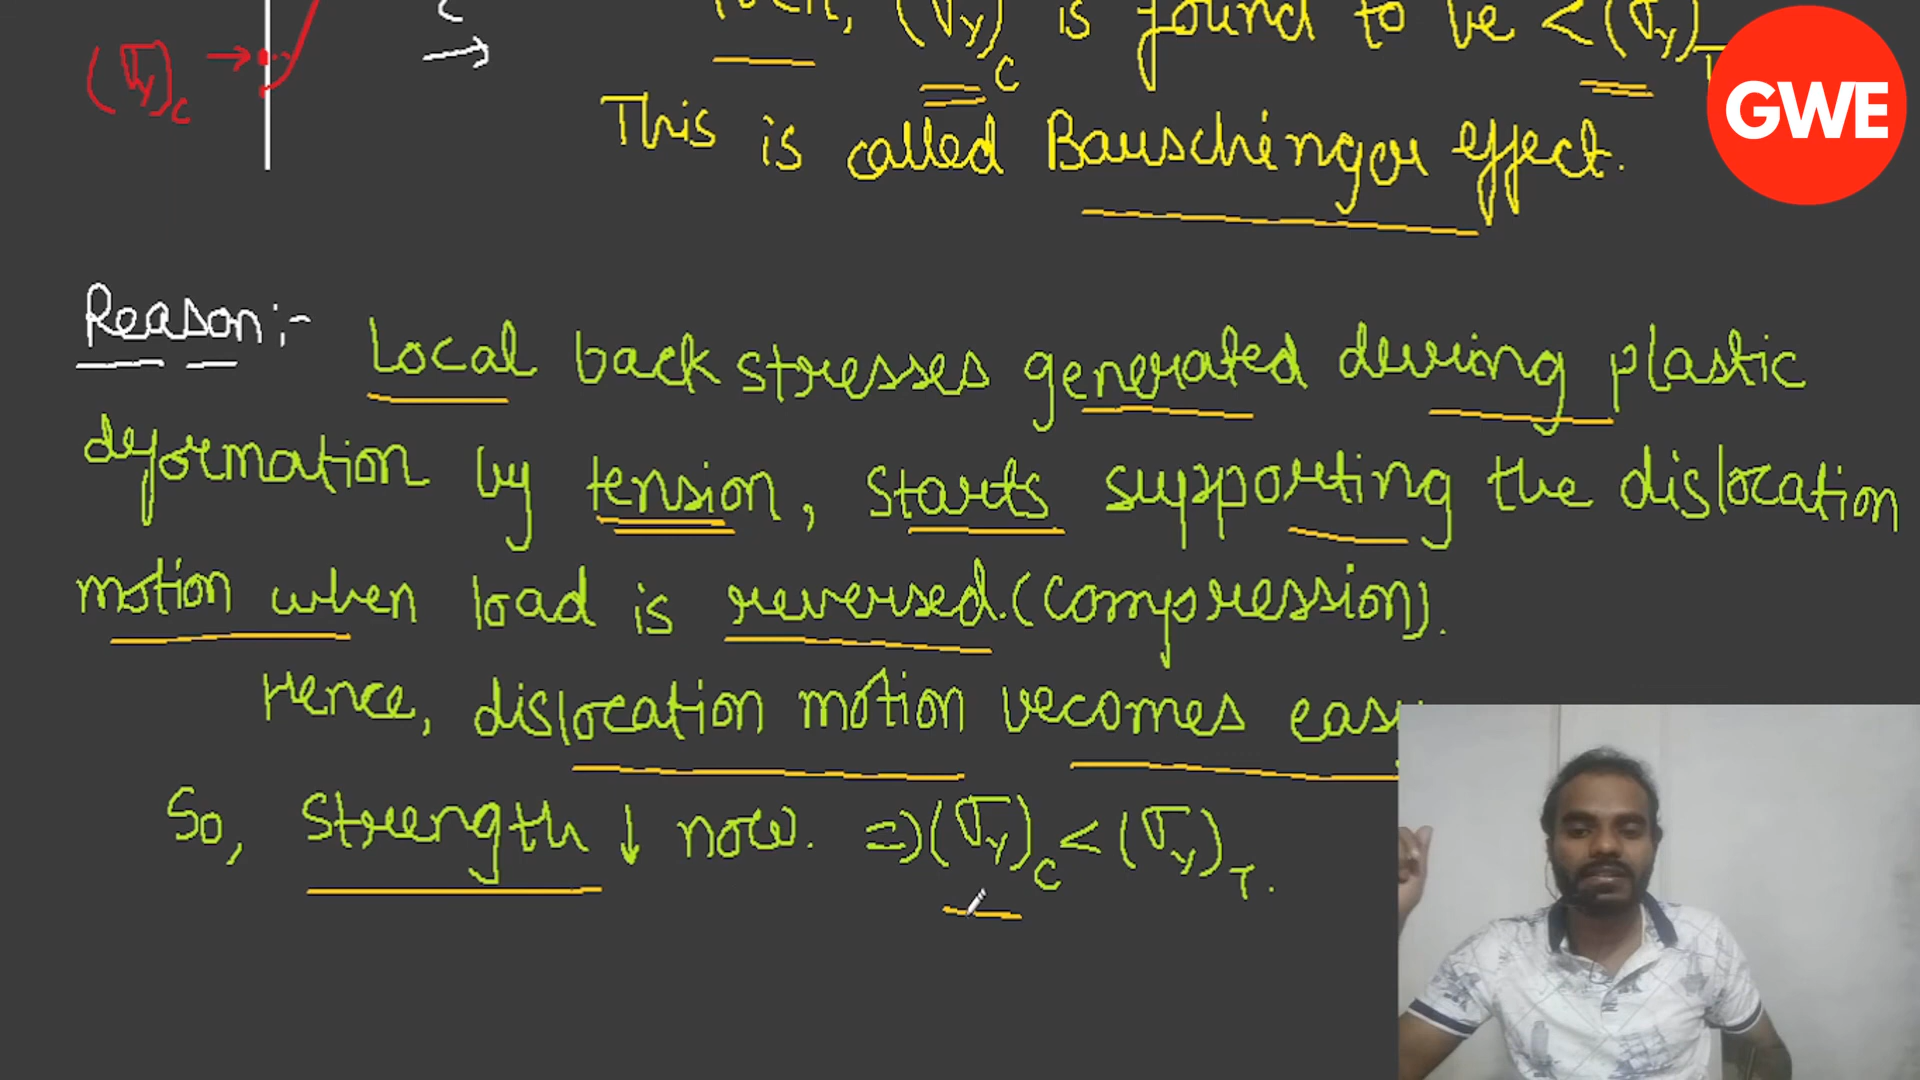 (σy)c → ε
(σy)c is found to be < (σy)T
GWE
This is called Bauschinger effect.
Reason:-
Local back stresses generated during plastic
deformation by tension, starts supporting the dislocation
motion when load is reversed.(compression).
Hence, dislocation motion becomes easy
So, strength ↓ now. ⇒ (σy)c < (σy)T.